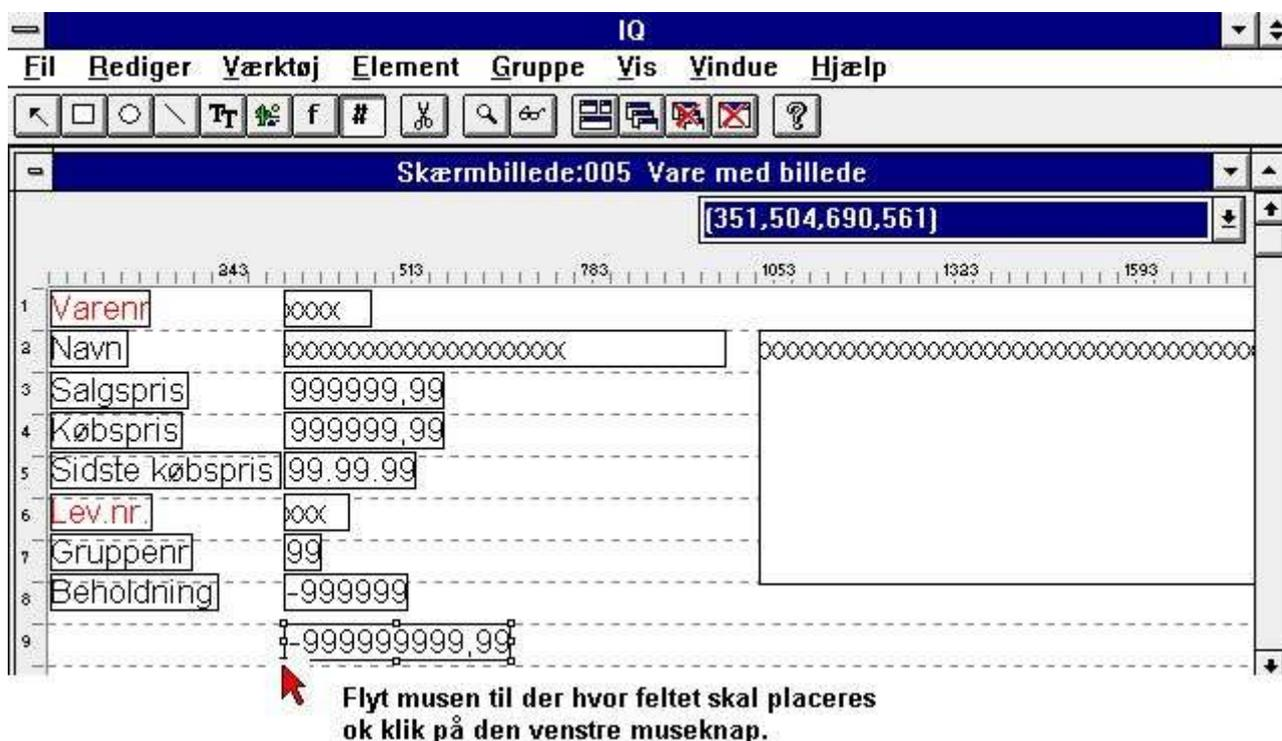 IQ
Fil Rediger Værktøj Element Gruppe Vis Vindue Hjælp
TT f # ?
Skærmbillede:005 Vare med billede
(351,504,690,561)
243 513 783 1053 1323 1593
1 Varenr xxxx
2 Navn xxxxxxxxxxxxxxxxxxxx
3 Salgspris 999999,99
4 Købspris 999999,99
5 Sidste købspris 99.99.99
6 Lev.nr. xxx
7 Gruppenr 99
8 Beholdning -999999
9 -999999999,99
Flyt musen til der hvor feltet skal placeres
ok klik på den venstre museknap.